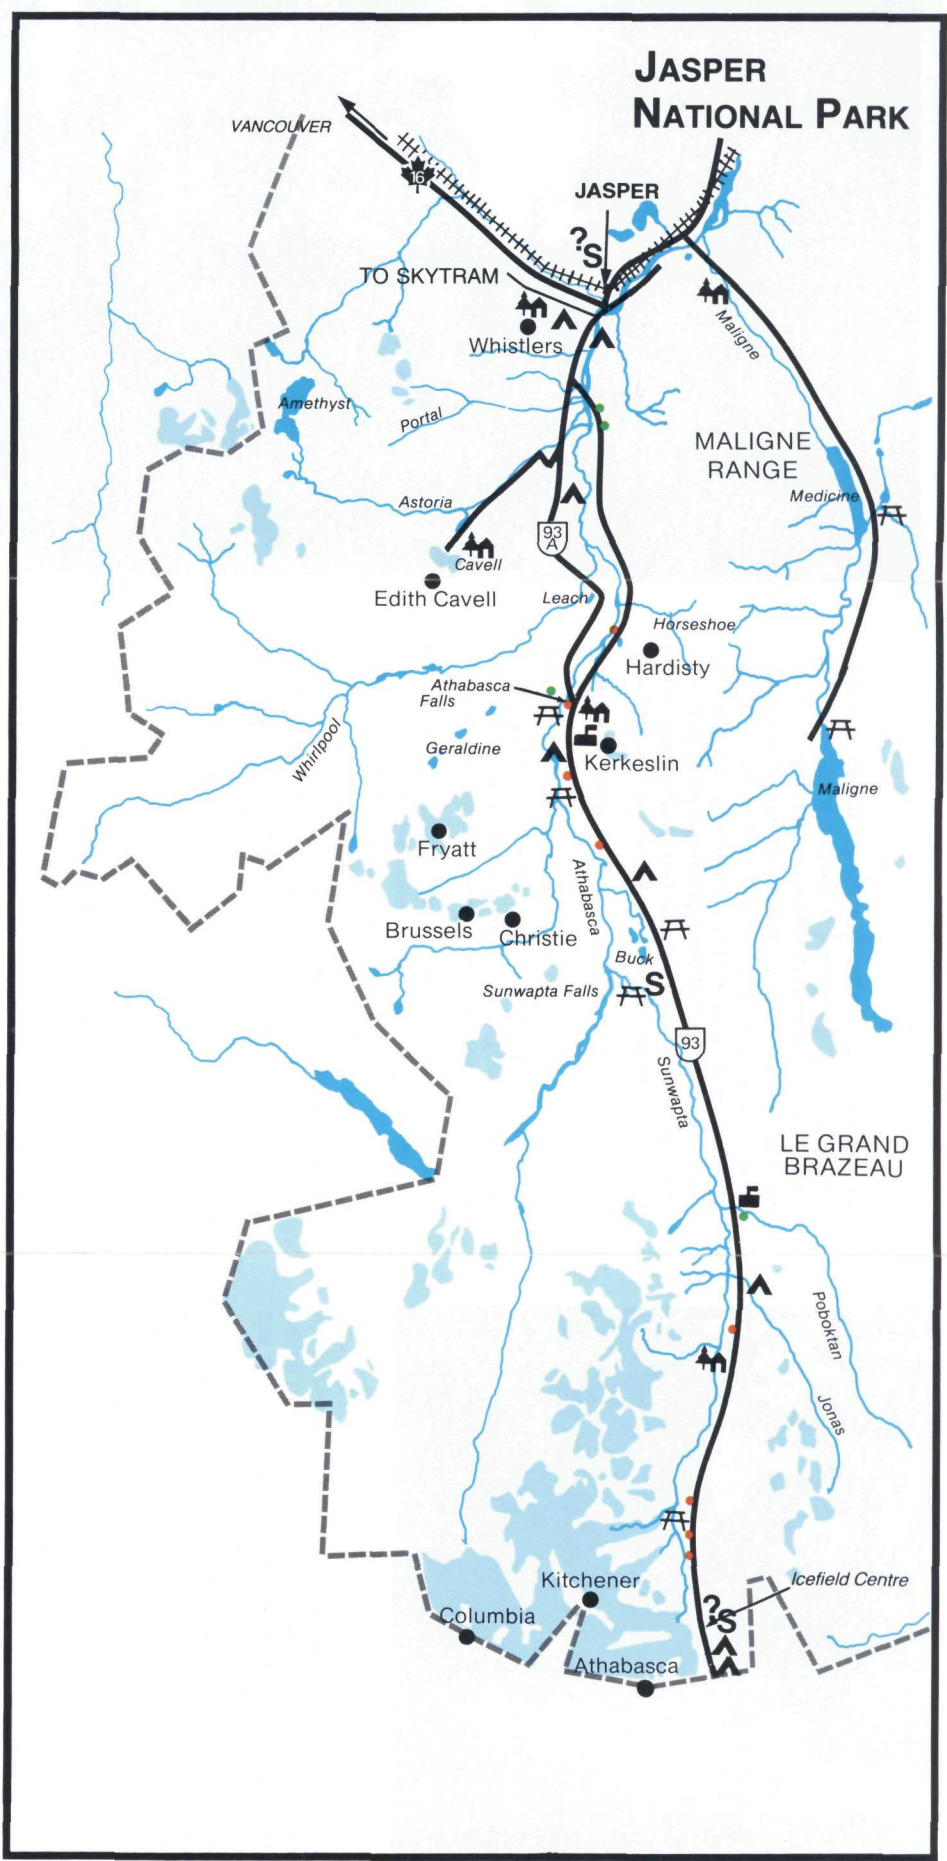 JASPER
NATIONAL PARK
VANCOUVER
16
JASPER
?
S
TO SKYTRAM
Whistlers
Maligne
Amethyst
Portal
MALIGNE
RANGE
Medicine
Astoria
93
A
Cavell
Edith Cavell
Leach
Horseshoe
Hardisty
Athabasca
Falls
Whirlpool
Geraldine
Kerkeslin
Maligne
Fryatt
Athabasca
Brussels
Christie
Buck
S
Sunwapta Falls
93
Sunwapta
LE GRAND
BRAZEAU
Poboktan
Jonas
Kitchener
Icefield Centre
?
S
Columbia
Athabasca